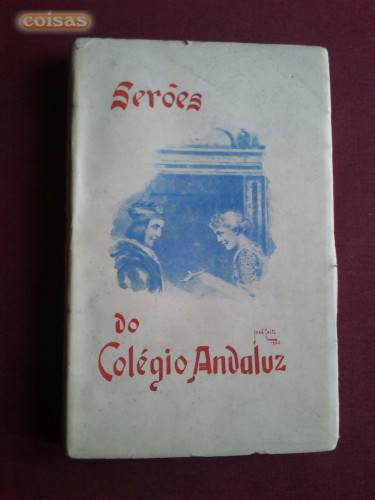 coisas
Serões
do
Colégio Andaluz